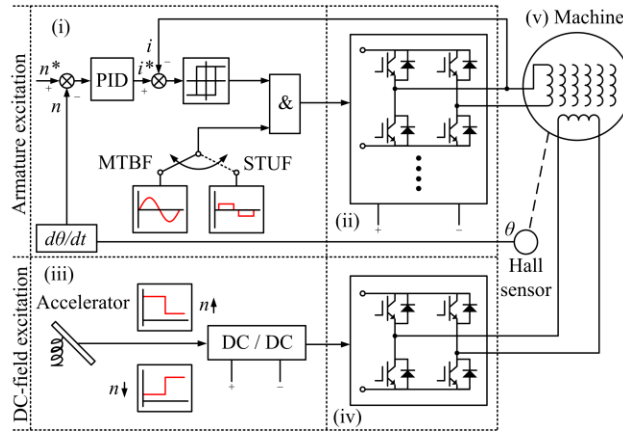 (i)
(v) Machine
i
−
n*
+
−
n
PID
i*
+
&
MTBF
STUF
dθ/dt
(ii)
+ −
θ
Hall
sensor
Armature excitation
(iii)
Accelerator
n↑
DC / DC
n↓
+ −
(iv)
DC-field excitation